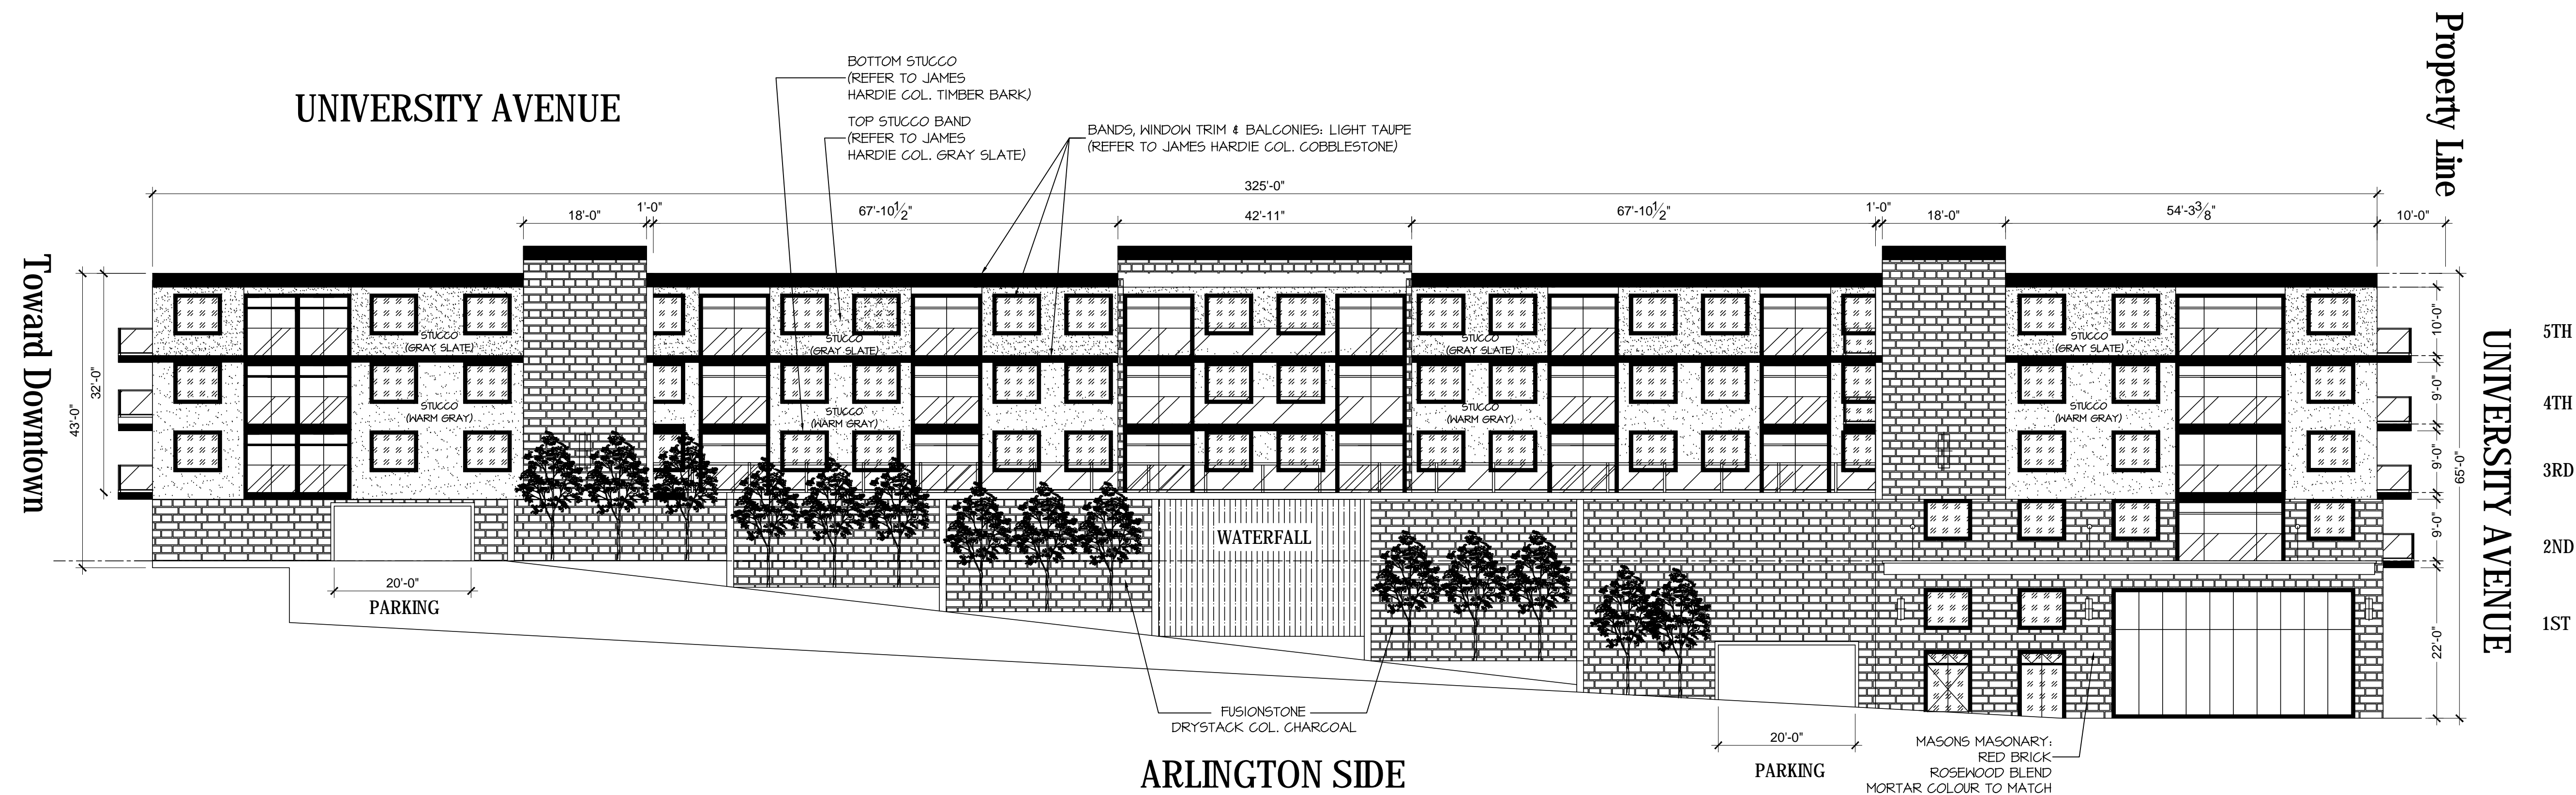 Property Line
BOTTOM STUCCO
(REFER TO JAMES
HARDIE COL. TIMBER BARK)
UNIVERSITY AVENUE
TOP STUCCO BAND
(REFER TO JAMES
HARDIE COL. GRAY SLATE)
BANDS, WINDOW TRIM & BALCONIES: LIGHT TAUPE
(REFER TO JAMES HARDIE COL. COBBLESTONE)
325'-0"
18'-0"
1'-0"
67'-10 1/2"
42'-11"
67'-10 1/2"
1'-0"
18'-0"
54'-3 3/8"
10'-0"
Toward Downtown
43'-0"
32'-0"
STUCCO
(GRAY SLATE)
STUCCO
(GRAY SLATE)
STUCCO
(GRAY SLATE)
STUCCO
(GRAY SLATE)
STUCCO
(WARM GRAY)
STUCCO
(WARM GRAY)
STUCCO
(WARM GRAY)
STUCCO
(WARM GRAY)
10'-0"
9'-0"
9'-0"
9'-0"
22'-0"
65'-0"
UNIVERSITY AVENUE
5TH
4TH
3RD
2ND
1ST
WATERFALL
20'-0"
PARKING
FUSIONSTONE
DRYSTACK COL. CHARCOAL
20'-0"
PARKING
MASONS MASONARY:
RED BRICK
ROSEWOOD BLEND
MORTAR COLOUR TO MATCH
ARLINGTON SIDE